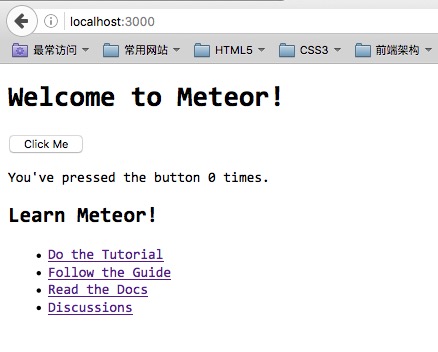 localhost:3000
最常访问 常用网站 HTML5 CSS3 前端架构
Welcome to Meteor!
Click Me
You've pressed the button 0 times.
Learn Meteor!
Do the Tutorial
Follow the Guide
Read the Docs
Discussions